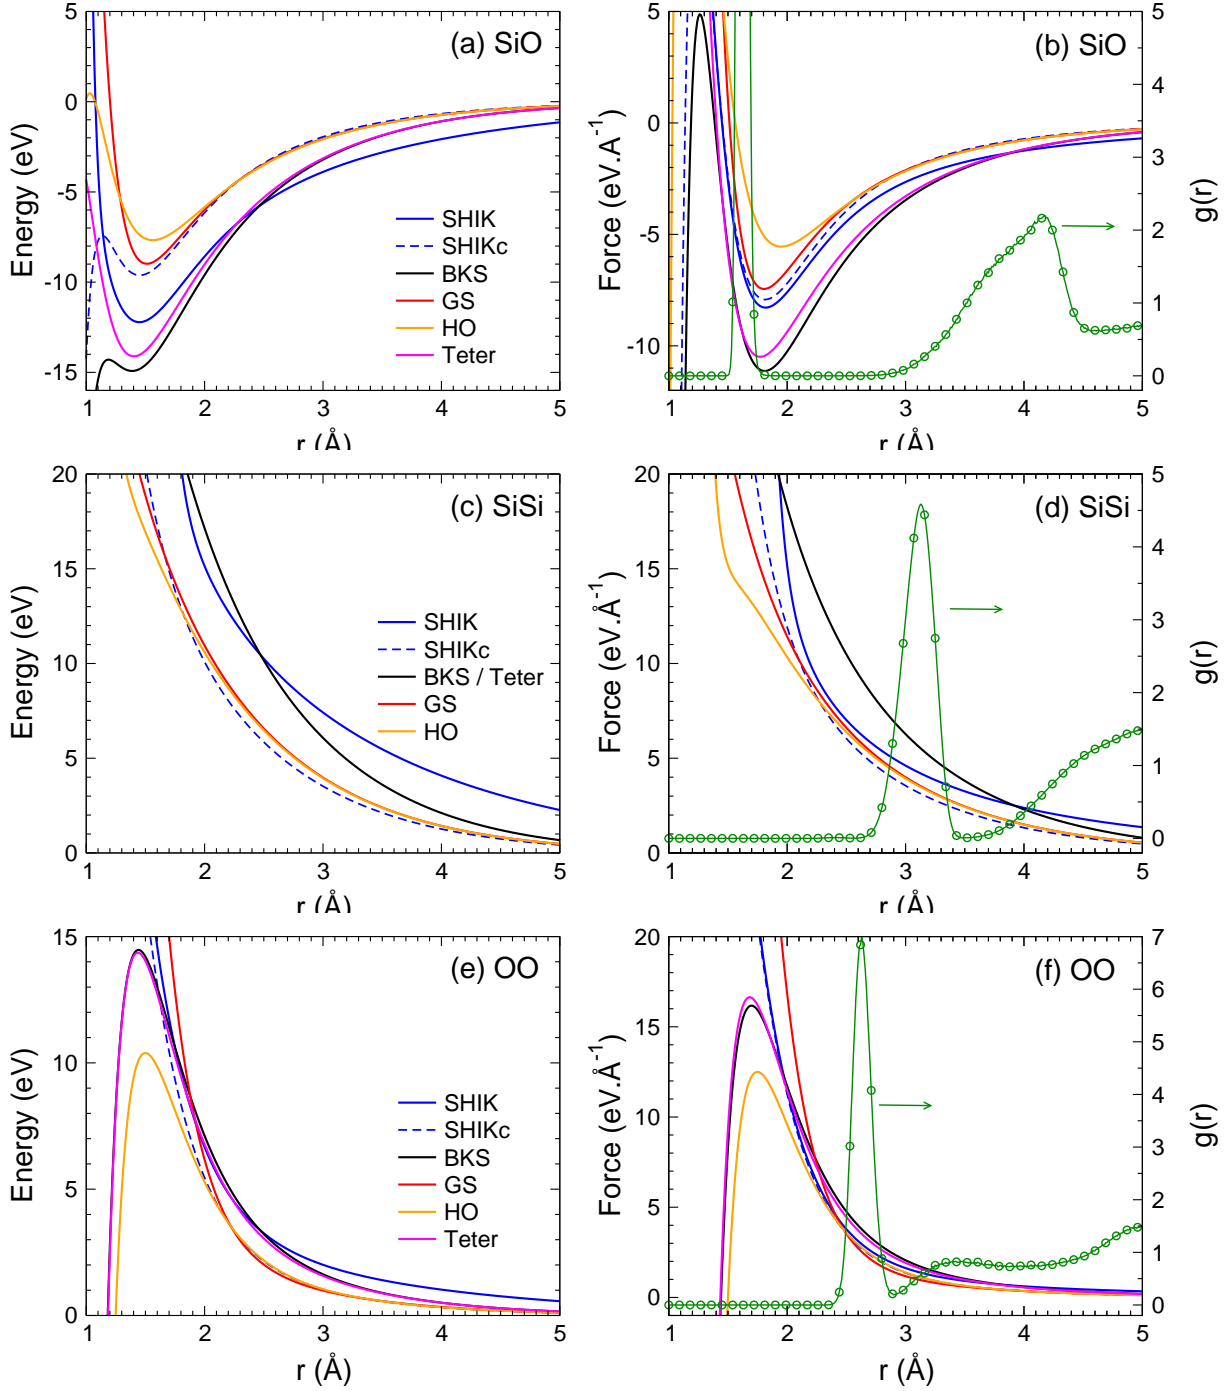 5
0
-5
-10
-15
Energy (eV)
(a) SiO
SHIK
SHIKc
BKS
GS
HO
Teter
1 2 3 4 5
r (Å)
5
0
-5
-10
Force (eV.A⁻¹)
(b) SiO
5
4
3
2
1
0
g(r)
1 2 3 4 5
r (Å)
20
15
10
5
0
Energy (eV)
(c) SiSi
SHIK
SHIKc
BKS / Teter
GS
HO
1 2 3 4 5
r (Å)
20
15
10
5
0
Force (eV.Å⁻¹)
(d) SiSi
5
4
3
2
1
0
g(r)
1 2 3 4 5
r (Å)
15
10
5
0
Energy (eV)
(e) OO
SHIK
SHIKc
BKS
GS
HO
Teter
1 2 3 4 5
r (Å)
20
15
10
5
0
Force (eV.Å⁻¹)
(f) OO
7
6
5
4
3
2
1
0
g(r)
1 2 3 4 5
r (Å)